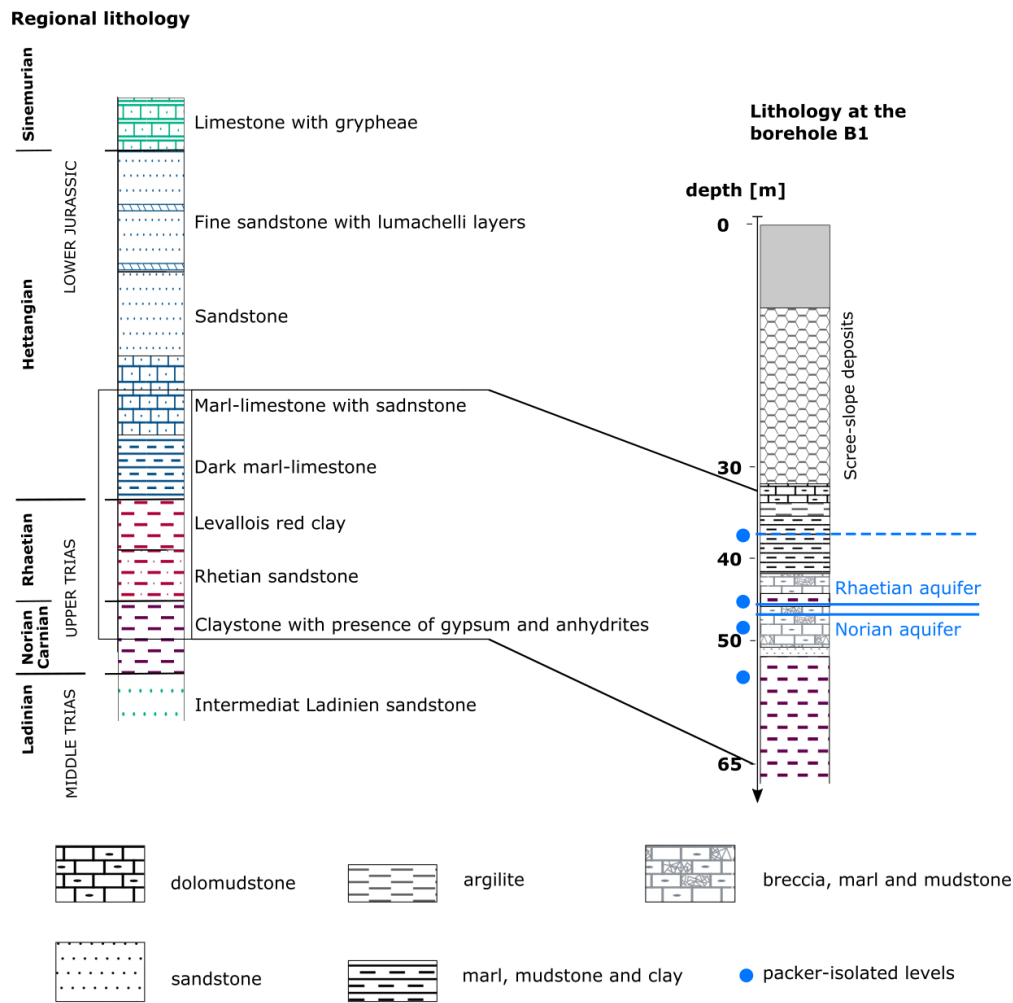 Regional lithology
Sinemurian
Hettangian
Rhaetian
Norian
Carnian
Ladinian
LOWER JURASSIC
UPPER TRIAS
MIDDLE TRIAS
Limestone with grypheae
Fine sandstone with lumachelli layers
Sandstone
Marl-limestone with sadnstone
Dark marl-limestone
Levallois red clay
Rhetian sandstone
Claystone with presence of gypsum and anhydrites
Intermediat Ladinien sandstone
Lithology at the
borehole B1
depth [m]
0
30
40
50
65
Scree-slope deposits
Rhaetian aquifer
Norian aquifer
dolomudstone
argilite
breccia, marl and mudstone
sandstone
marl, mudstone and clay
packer-isolated levels